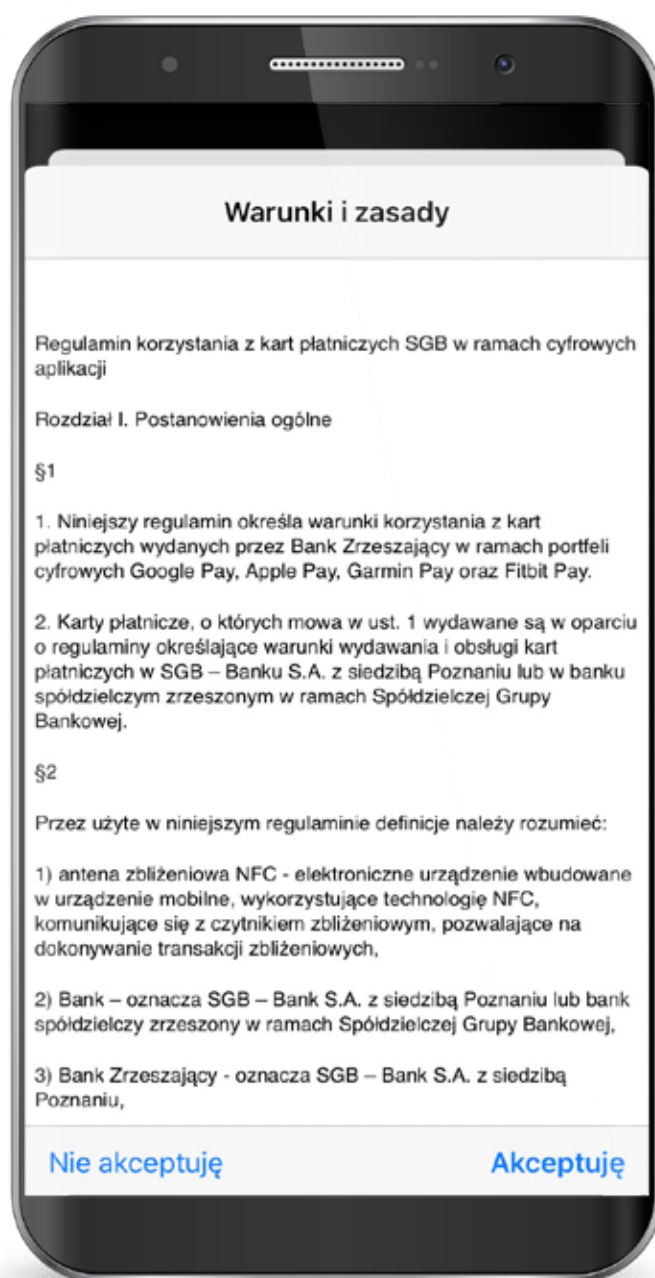 Warunki i zasady
Regulamin korzystania z kart płatniczych SGB w ramach cyfrowych
aplikacji
Rozdział I. Postanowienia ogólne
§1
1. Niniejszy regulamin określa warunki korzystania z kart
płatniczych wydanych przez Bank Zrzeszający w ramach portfeli
cyfrowych Google Pay, Apple Pay, Garmin Pay oraz Fitbit Pay.
2. Karty płatnicze, o których mowa w ust. 1 wydawane są w oparciu
o regulaminy określające warunki wydawania i obsługi kart
płatniczych w SGB – Banku S.A. z siedzibą Poznaniu lub w banku
spółdzielczym zrzeszonym w ramach Spółdzielczej Grupy
Bankowej.
§2
Przez użyte w niniejszym regulaminie definicje należy rozumieć:
1) antena zbliżeniowa NFC - elektroniczne urządzenie wbudowane
w urządzenie mobilne, wykorzystujące technologię NFC,
komunikujące się z czytnikiem zbliżeniowym, pozwalające na
dokonywanie transakcji zbliżeniowych,
2) Bank – oznacza SGB – Bank S.A. z siedzibą Poznaniu lub bank
spółdzielczy zrzeszony w ramach Spółdzielczej Grupy Bankowej,
3) Bank Zrzeszający - oznacza SGB – Bank S.A. z siedzibą
Poznaniu,
Nie akceptuję
Akceptuję